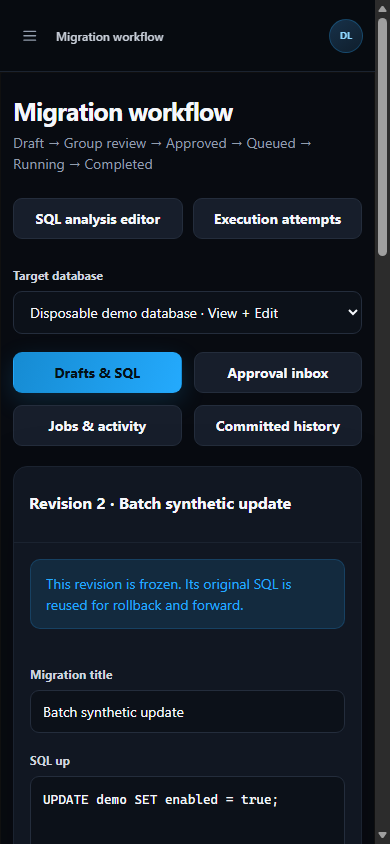 Migration workflow
DL
Migration workflow
Draft → Group review → Approved → Queued →
Running → Completed
SQL analysis editor
Execution attempts
Target database
Disposable demo database · View + Edit
Drafts & SQL
Approval inbox
Jobs & activity
Committed history
Revision 2 · Batch synthetic update
This revision is frozen. Its original SQL is
reused for rollback and forward.
Migration title
Batch synthetic update
SQL up
UPDATE demo SET enabled = true;